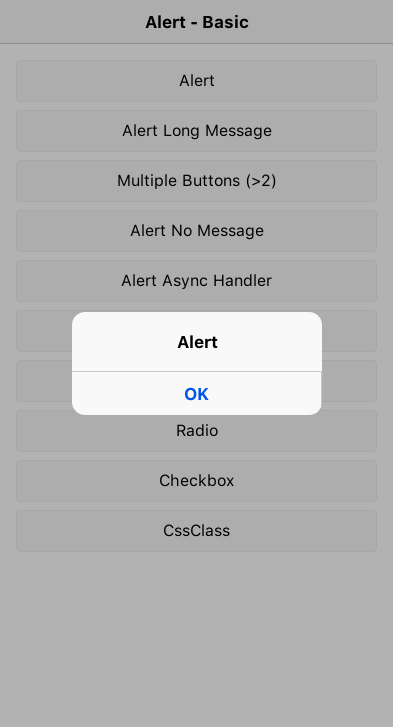 Alert - Basic
Alert
Alert Long Message
Multiple Buttons (>2)
Alert No Message
Alert Async Handler
Alert
OK
Radio
Checkbox
CssClass